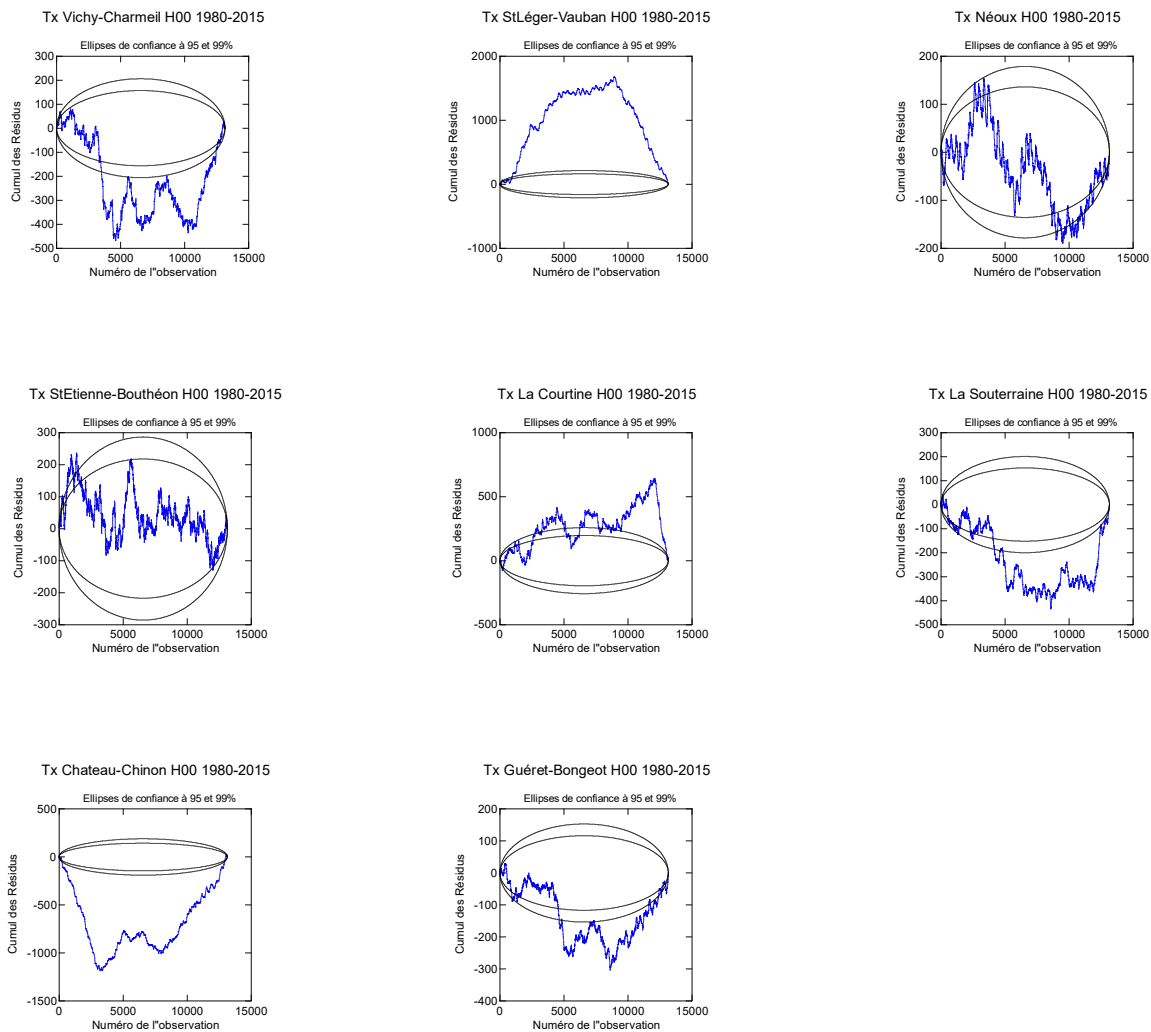 Tx Vichy-Charmeil H00 1980-2015
Ellipses de confiance à 95 et 99%
300
200
100
0
-100
-200
-300
-400
-500
Cumul des Résidus
0 5000 10000 15000
Numéro de l"observation
Tx StLéger-Vauban H00 1980-2015
Ellipses de confiance à 95 et 99%
2000
1000
0
-1000
Cumul des Résidus
0 5000 10000 15000
Numéro de l"observation
Tx Néoux H00 1980-2015
Ellipses de confiance à 95 et 99%
200
100
0
-100
-200
Cumul des Résidus
0 5000 10000 15000
Numéro de l"observation
Tx StEtienne-Bouthéon H00 1980-2015
Ellipses de confiance à 95 et 99%
300
200
100
0
-100
-200
-300
Cumul des Résidus
0 5000 10000 15000
Numéro de l"observation
Tx La Courtine H00 1980-2015
Ellipses de confiance à 95 et 99%
1000
500
0
-500
Cumul des Résidus
0 5000 10000 15000
Numéro de l"observation
Tx La Souterraine H00 1980-2015
Ellipses de confiance à 95 et 99%
300
200
100
0
-100
-200
-300
-400
-500
Cumul des Résidus
0 5000 10000 15000
Numéro de l"observation
Tx Chateau-Chinon H00 1980-2015
Ellipses de confiance à 95 et 99%
500
0
-500
-1000
-1500
Cumul des Résidus
0 5000 10000 15000
Numéro de l"observation
Tx Guéret-Bongeot H00 1980-2015
Ellipses de confiance à 95 et 99%
200
100
0
-100
-200
-300
-400
Cumul des Résidus
0 5000 10000 15000
Numéro de l"observation